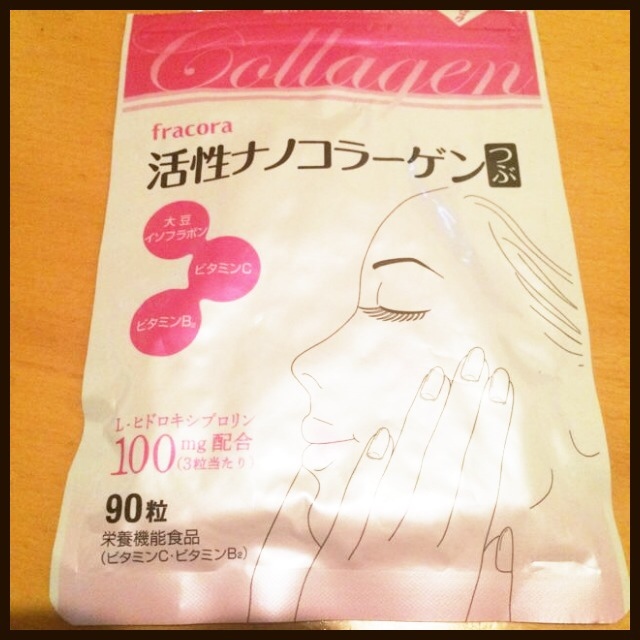 Collagen
fracora
活性ナノコラーゲン つぶ
大豆
イソフラボン
ビタミンC
ビタミンB₂
L-ヒドロキシプロリン
100mg配合
(3粒当たり)
90粒
栄養機能食品
(ビタミンC・ビタミンB₂)